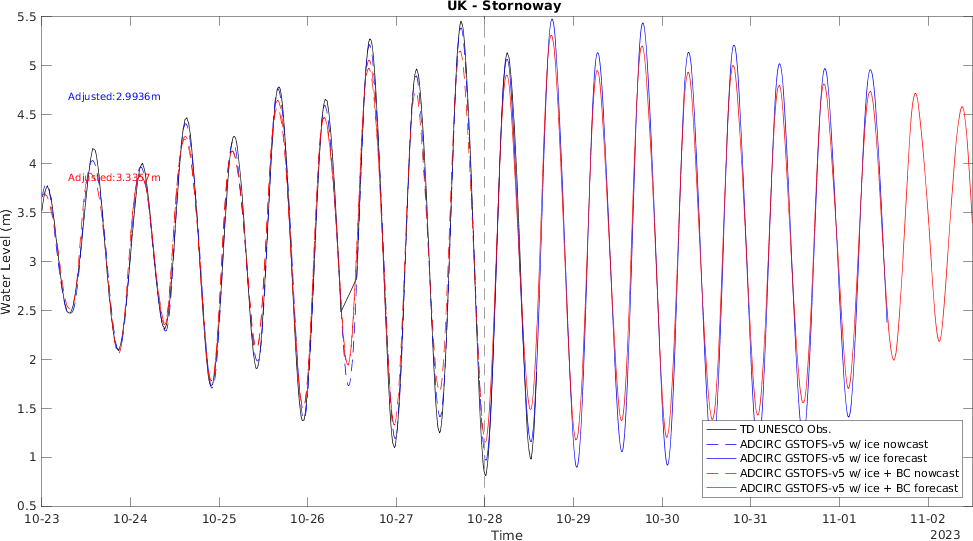 UK - Stornoway
5.5
5
4.5
4
3.5
3
2.5
2
1.5
1
0.5
Water Level (m)
Adjusted:2.9936m
Adjusted:3.3357m
TD UNESCO Obs.
ADCIRC GSTOFS-v5 w/ ice nowcast
ADCIRC GSTOFS-v5 w/ ice forecast
ADCIRC GSTOFS-v5 w/ ice + BC nowcast
ADCIRC GSTOFS-v5 w/ ice + BC forecast
10-23 10-24 10-25 10-26 10-27 10-28 10-29 10-30 10-31 11-01 11-02
Time
2023